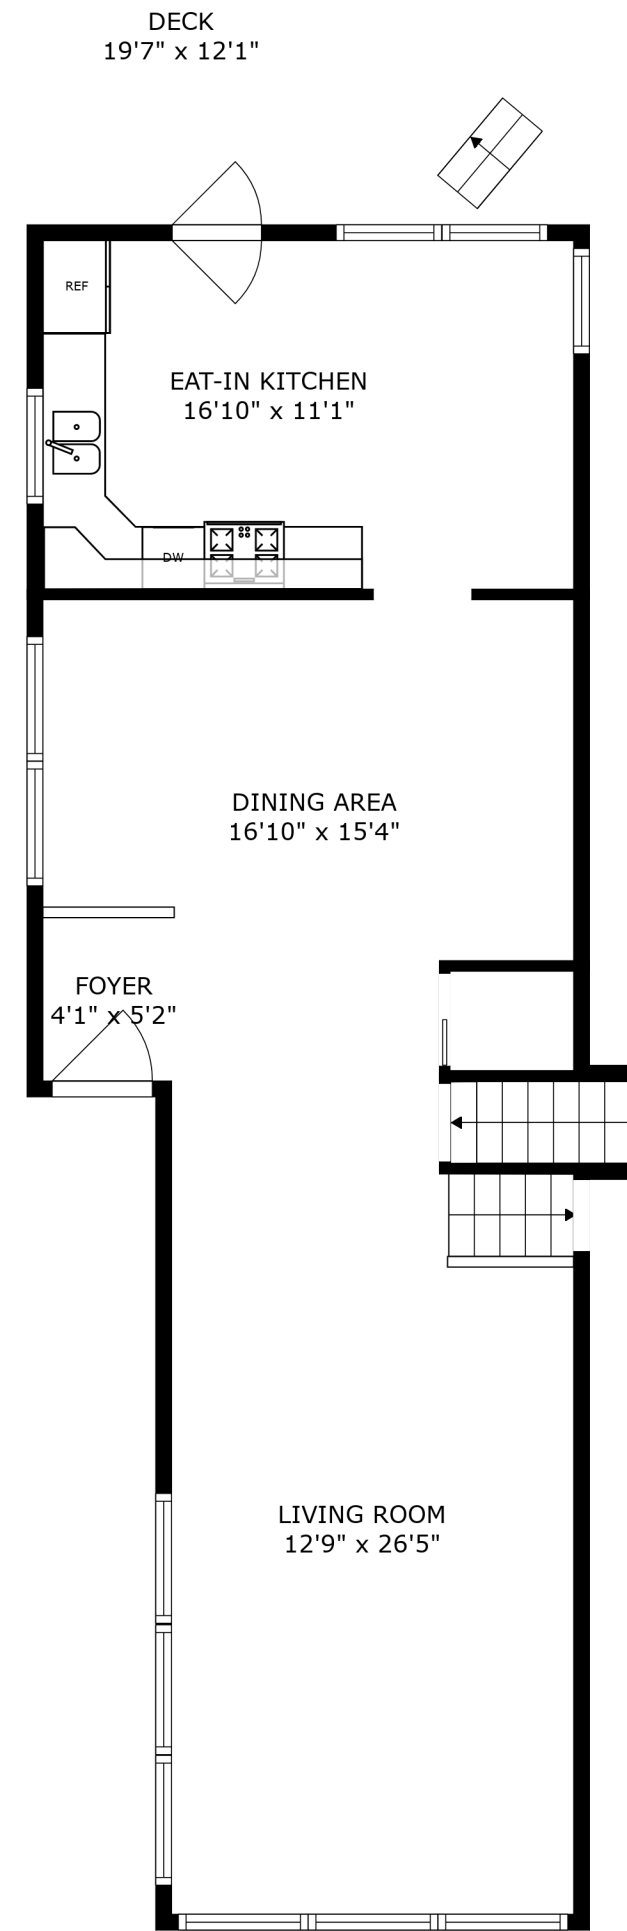 DECK
19'7" x 12'1"
REF
EAT-IN KITCHEN
16'10" x 11'1"
DW
DINING AREA
16'10" x 15'4"
FOYER
4'1" x 5'2"
LIVING ROOM
12'9" x 26'5"